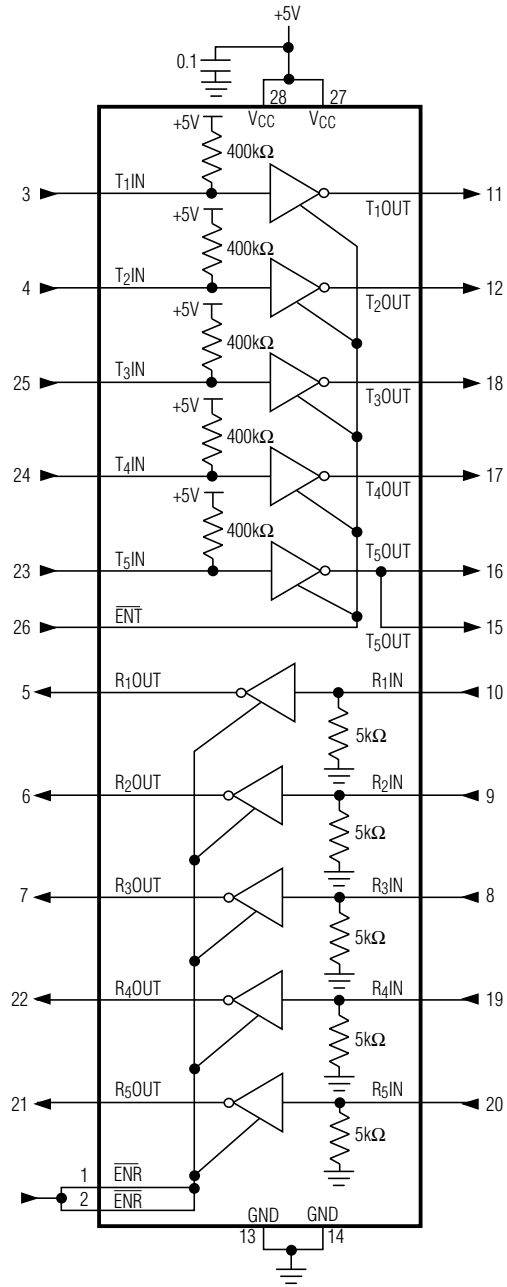 +5V
0.1
28 27
VCC VCC
+5V
400kΩ
3 T1IN T1OUT 11
+5V
400kΩ
4 T2IN T2OUT 12
+5V
400kΩ
25 T3IN T3OUT 18
+5V
400kΩ
24 T4IN T4OUT 17
+5V
400kΩ
23 T5IN T5OUT 16
26 ENT T5OUT 15
5 R1OUT R1IN 10
5kΩ
6 R2OUT R2IN 9
5kΩ
7 R3OUT R3IN 8
5kΩ
22 R4OUT R4IN 19
5kΩ
21 R5OUT R5IN 20
5kΩ
1 ENR
2 ENR
GND GND
13 14